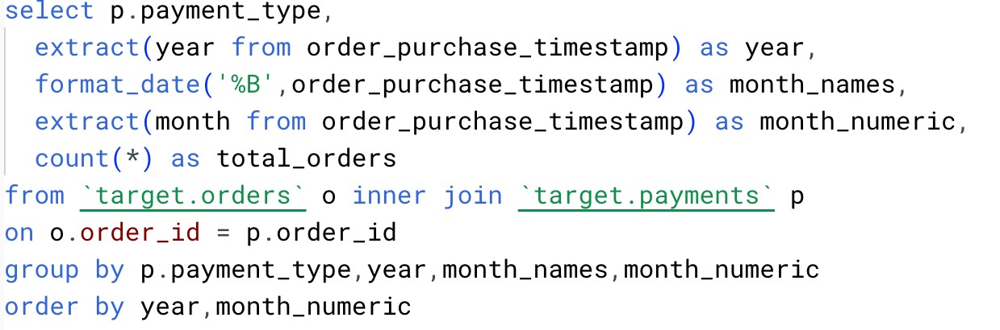 select p.payment_type,
extract(year from order_purchase_timestamp) as year,
format_date('%B',order_purchase_timestamp) as month_names,
extract(month from order_purchase_timestamp) as month_numeric,
count(*) as total_orders
from `target.orders` o inner join `target.payments` p
on o.order_id = p.order_id
group by p.payment_type,year,month_names,month_numeric
order by year,month_numeric